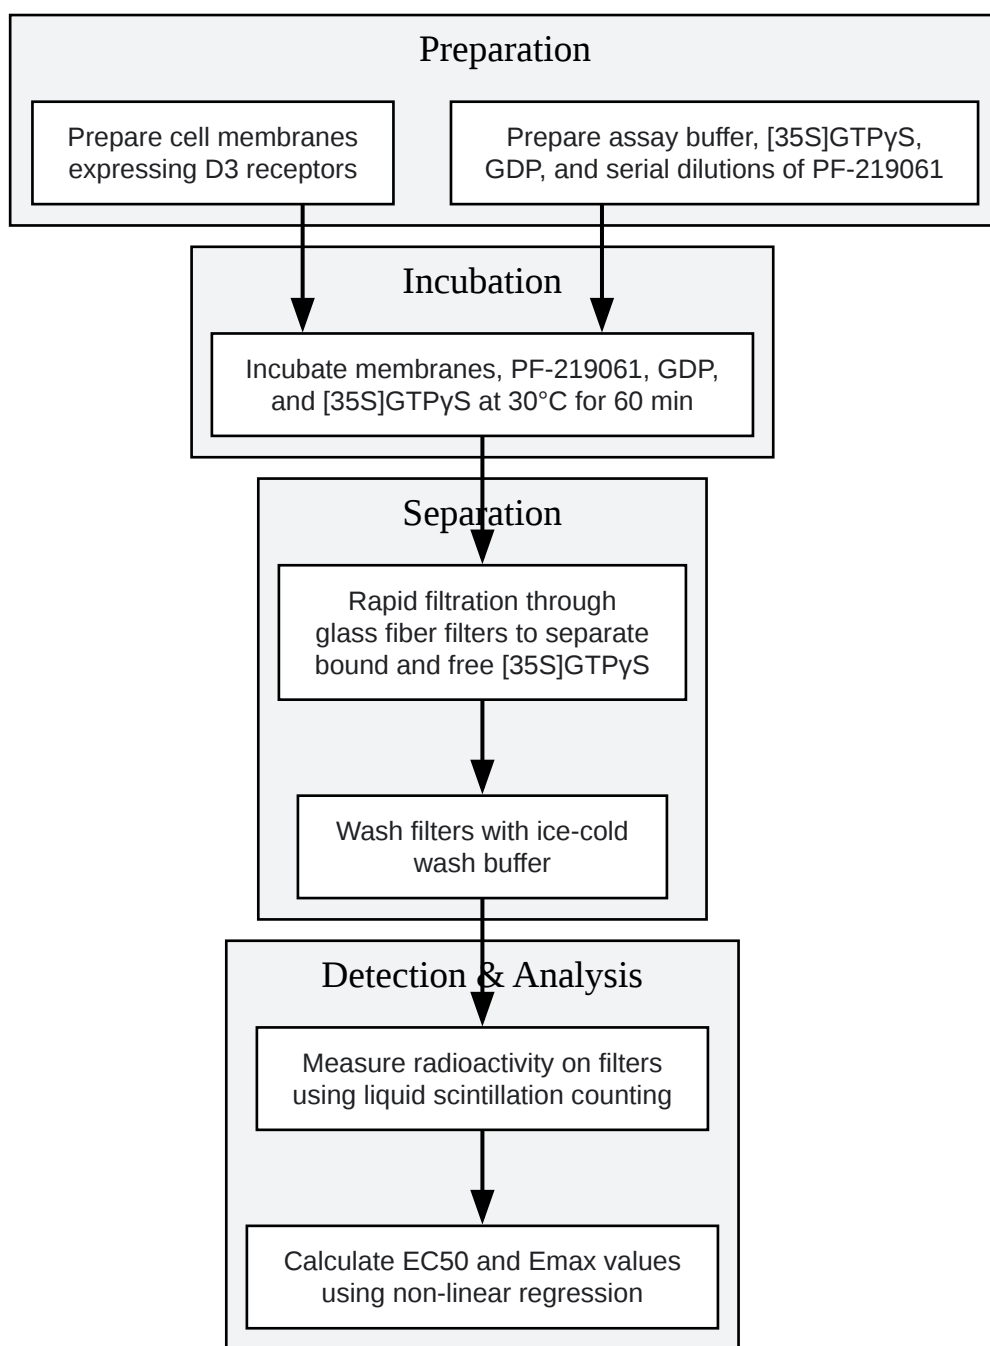 Preparation
Prepare cell membranes
expressing D3 receptors
Prepare assay buffer, [35S]GTPγS,
GDP, and serial dilutions of PF-219061
Incubation
Incubate membranes, PF-219061, GDP,
and [35S]GTPγS at 30°C for 60 min
Separation
Rapid filtration through
glass fiber filters to separate
bound and free [35S]GTPγS
Wash filters with ice-cold
wash buffer
Detection & Analysis
Measure radioactivity on filters
using liquid scintillation counting
Calculate EC50 and Emax values
using non-linear regression